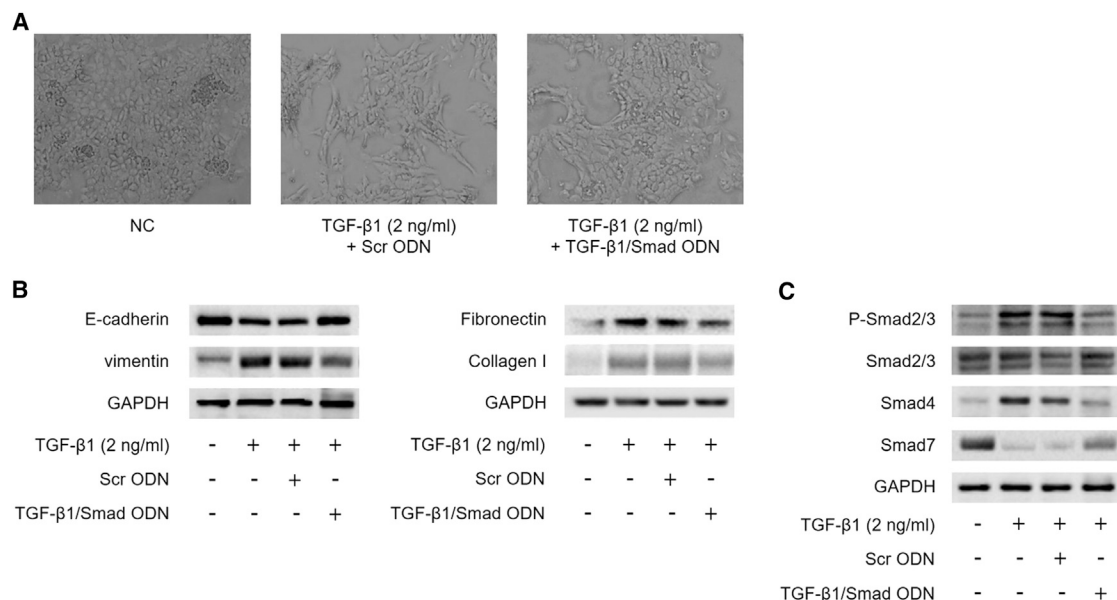 A
NC
TGF-β1 (2 ng/ml)
+ Scr ODN
TGF-β1 (2 ng/ml)
+ TGF-β1/Smad ODN
B
E-cadherin
vimentin
GAPDH
TGF-β1 (2 ng/ml) - + + +
Scr ODN - - + -
TGF-β1/Smad ODN - - - +
Fibronectin
Collagen I
GAPDH
TGF-β1 (2 ng/ml) - + + +
Scr ODN - - + -
TGF-β1/Smad ODN - - - +
C
P-Smad2/3
Smad2/3
Smad4
Smad7
GAPDH
TGF-β1 (2 ng/ml) - + + +
Scr ODN - - + -
TGF-β1/Smad ODN - - - +